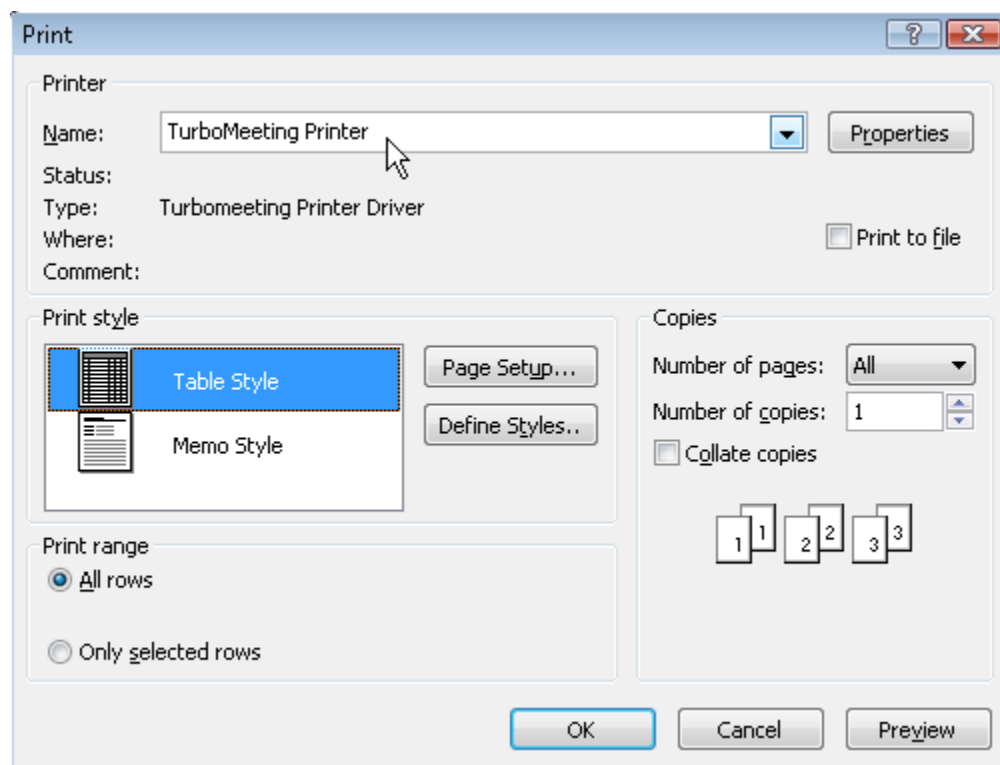 Print
Printer
Name: TurboMeeting Printer Properties
Status:
Type: Turbomeeting Printer Driver
Where: Print to file
Comment:
Print style
Table Style
Memo Style
Page Setup...
Define Styles..
Copies
Number of pages: All
Number of copies: 1
Collate copies
1 1 2 2 3 3
Print range
All rows
Only selected rows
OK Cancel Preview